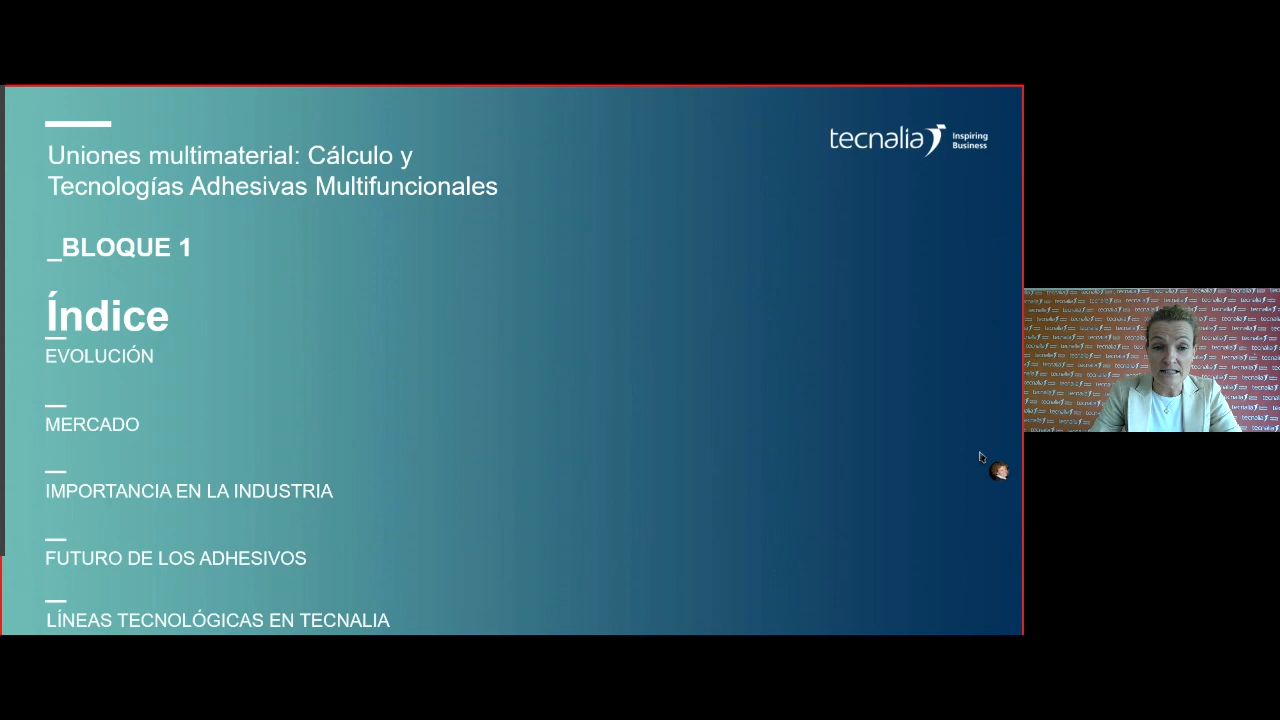 Uniones multimaterial: Cálculo y
Tecnologías Adhesivas Multifuncionales
tecnalia Inspiring
Business
_BLOQUE 1
Índice
EVOLUCIÓN
MERCADO
IMPORTANCIA EN LA INDUSTRIA
FUTURO DE LOS ADHESIVOS
LÍNEAS TECNOLÓGICAS EN TECNALIA